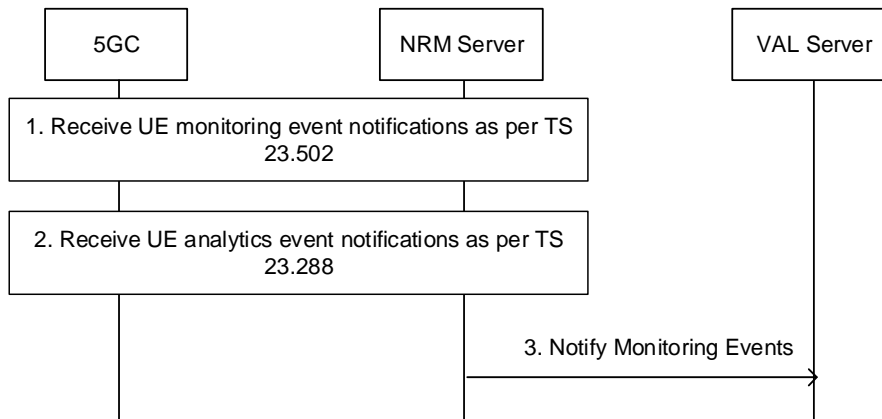 5GC
NRM Server
VAL Server
1. Receive UE monitoring event notifications as per TS
23.502
2. Receive UE analytics event notifications as per TS
23.288
3. Notify Monitoring Events